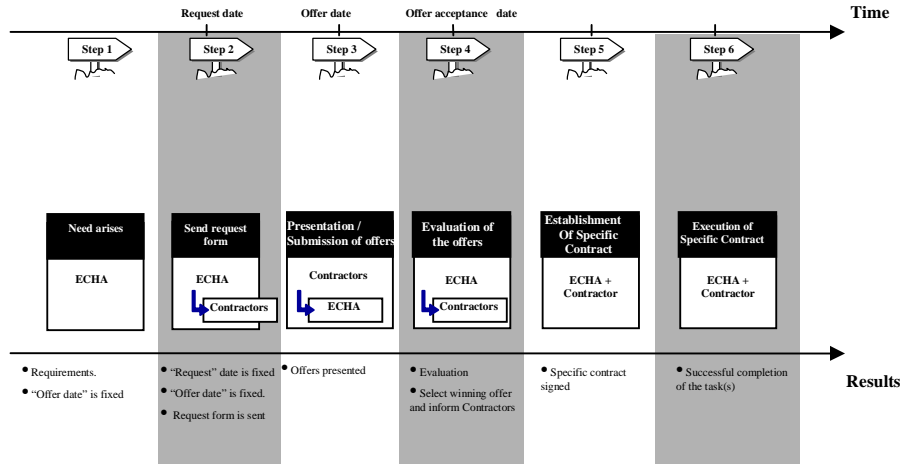 Request date
Offer date
Offer acceptance date
Time
Step 1
Step 2
Step 3
Step 4
Step 5
Step 6
Need arises
ECHA
Send request
form
ECHA
Contractors
Presentation /
Submission of offers
Contractors
ECHA
Evaluation of
the offers
ECHA
Contractors
Establishment
Of Specific
Contract
ECHA +
Contractor
Execution of
Specific Contract
ECHA +
Contractor
Results
• Requirements.
• “Offer date” is fixed
• “Request” date is fixed
• “Offer date” is fixed.
• Request form is sent
• Offers presented
• Evaluation
• Select winning offer
and inform Contractors
• Specific contract
signed
• Successful completion
of the task(s)